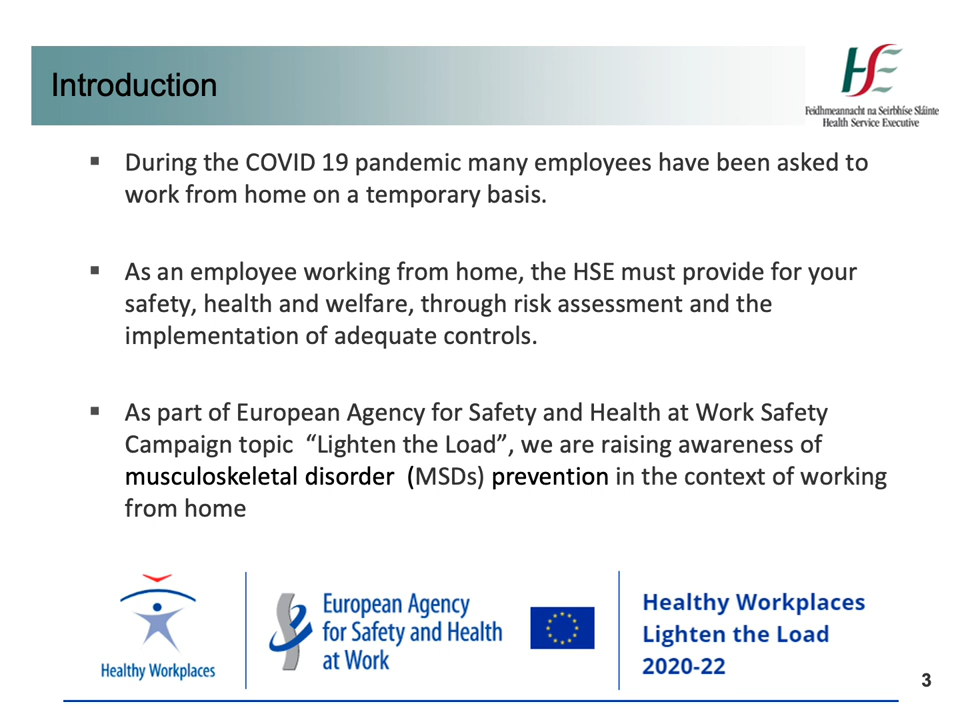 Introduction
HSE
Feidhmeannacht na Seirbhíse Sláinte
Health Service Executive
▪ During the COVID 19 pandemic many employees have been asked to
work from home on a temporary basis.
▪ As an employee working from home, the HSE must provide for your
safety, health and welfare, through risk assessment and the
implementation of adequate controls.
▪ As part of European Agency for Safety and Health at Work Safety
Campaign topic “Lighten the Load”, we are raising awareness of
musculoskeletal disorder (MSDs) prevention in the context of working
from home
Healthy Workplaces
European Agency
for Safety and Health
at Work
Healthy Workplaces
Lighten the Load
2020-22
3